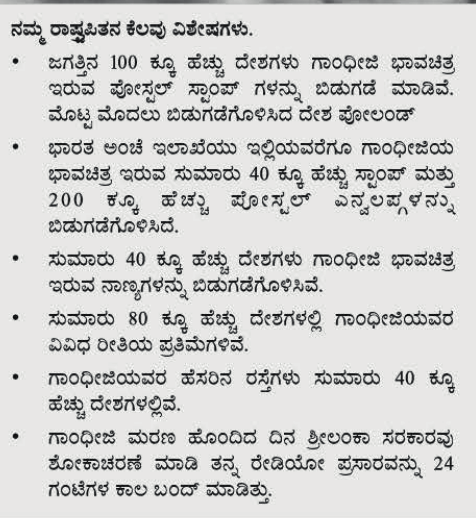 ನಮ್ಮ ರಾಷ್ಟ್ರಪಿತನ ಕೆಲವು ವಿಶೇಷಗಳು.
• ಜಗತ್ತಿನ 100 ಕ್ಕೂ ಹೆಚ್ಚು ದೇಶಗಳು ಗಾಂಧೀಜಿ ಭಾವಚಿತ್ರ
ಇರುವ ಪೋಸ್ಟಲ್ ಸ್ಟಾಂಪ್ ಗಳನ್ನು ಬಿಡುಗಡೆ ಮಾಡಿವೆ.
ಮೊಟ್ಟ ಮೊದಲು ಬಿಡುಗಡೆಗೊಳಿಸಿದ ದೇಶ ಪೋಲಂಡ್
• ಭಾರತ ಅಂಚೆ ಇಲಾಖೆಯು ಇಲ್ಲಿಯವರೆಗೂ ಗಾಂಧೀಜಿಯ
ಭಾವಚಿತ್ರ ಇರುವ ಸುಮಾರು 40 ಕ್ಕೂ ಹೆಚ್ಚು ಸ್ಟಾಂಪ್ ಮತ್ತು
200 ಕ್ಕೂ ಹೆಚ್ಚು ಪೋಸ್ಟಲ್ ಎನ್ವಲಪ್ಗಳನ್ನು
ಬಿಡುಗಡೆಗೊಳಿಸಿದೆ.
• ಸುಮಾರು 40 ಕ್ಕೂ ಹೆಚ್ಚು ದೇಶಗಳು ಗಾಂಧೀಜಿ ಭಾವಚಿತ್ರ
ಇರುವ ನಾಣ್ಯಗಳನ್ನು ಬಿಡುಗಡೆಗೊಳಿಸಿವೆ.
• ಸುಮಾರು 80 ಕ್ಕೂ ಹೆಚ್ಚು ದೇಶಗಳಲ್ಲಿ ಗಾಂಧೀಜಿಯವರ
ವಿವಿಧ ರೀತಿಯ ಪ್ರತಿಮೆಗಳಿವೆ.
• ಗಾಂಧೀಜಿಯವರ ಹೆಸರಿನ ರಸ್ತೆಗಳು ಸುಮಾರು 40 ಕ್ಕೂ
ಹೆಚ್ಚು ದೇಶಗಳಲ್ಲಿವೆ.
• ಗಾಂಧೀಜಿ ಮರಣ ಹೊಂದಿದ ದಿನ ಶ್ರೀಲಂಕಾ ಸರಕಾರವು
ಶೋಕಾಚರಣೆ ಮಾಡಿ ತನ್ನ ರೇಡಿಯೋ ಪ್ರಸಾರವನ್ನು 24
ಗಂಟೆಗಳ ಕಾಲ ಬಂದ್ ಮಾಡಿತ್ತು.